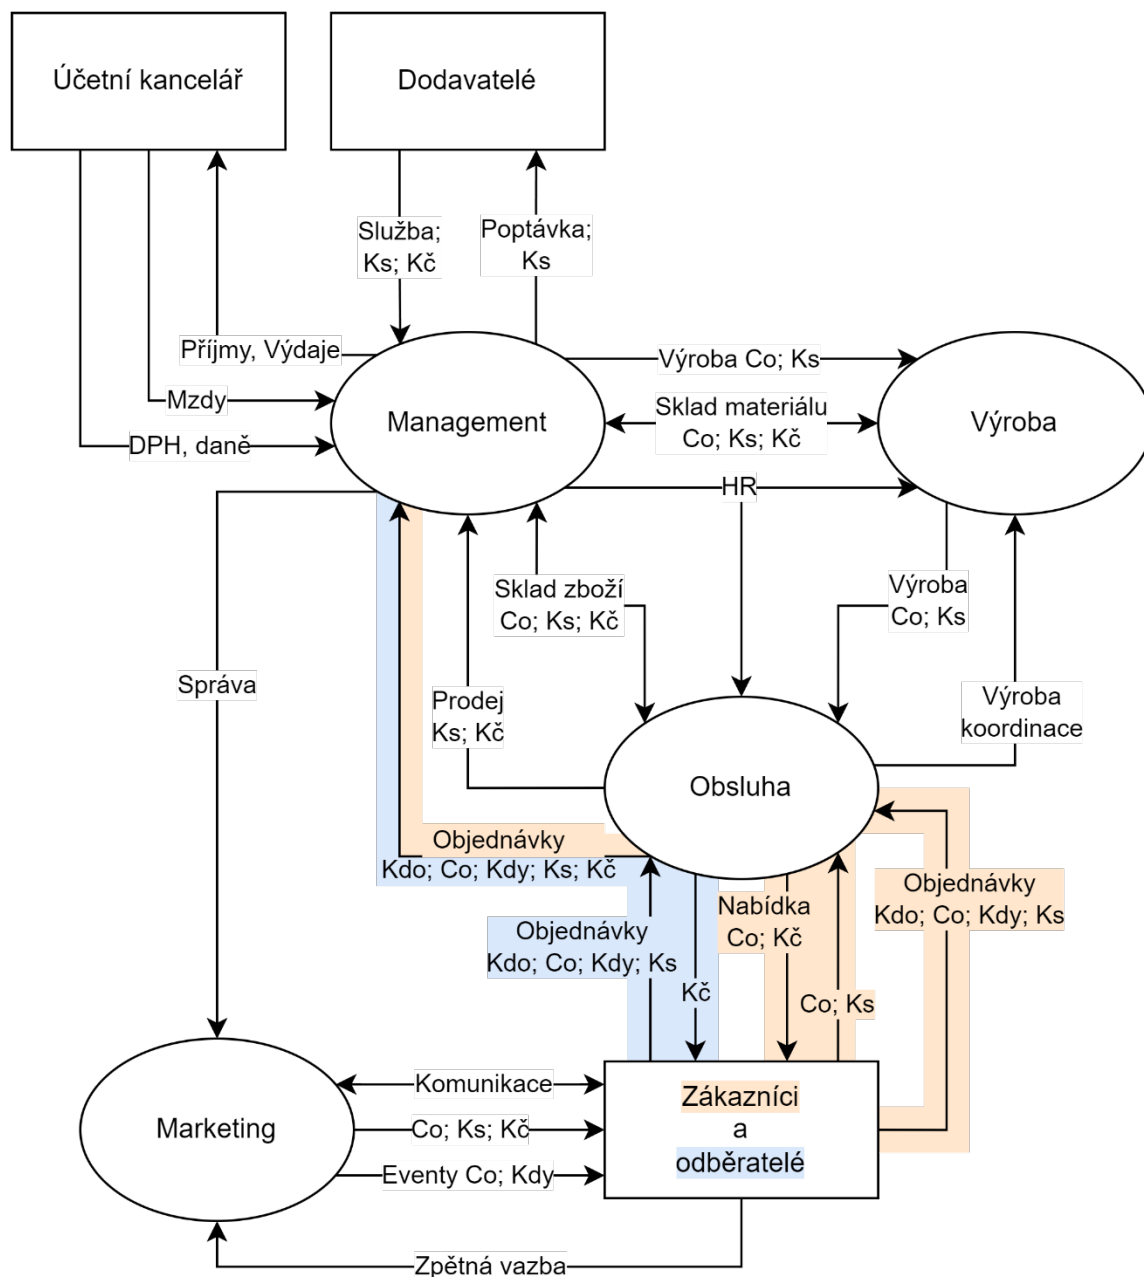 Účetní kancelář
Dodavatelé
Služba;
Ks; Kč
Poptávka;
Ks
Příjmy, Výdaje
Mzdy
DPH, daně
Management
Výroba Co; Ks
Sklad materiálu
Co; Ks; Kč
Výroba
HR
Sklad zboží
Co; Ks; Kč
Výroba
Co; Ks
Správa
Prodej
Ks; Kč
Výroba
koordinace
Obsluha
Objednávky
Kdo; Co; Kdy; Ks; Kč
Objednávky
Kdo; Co; Kdy; Ks
Kč
Nabídka
Co; Kč
Co; Ks
Objednávky
Kdo; Co; Kdy; Ks
Marketing
Komunikace
Co; Ks; Kč
Eventy Co; Kdy
Zákazníci
a
odběratelé
Zpětná vazba